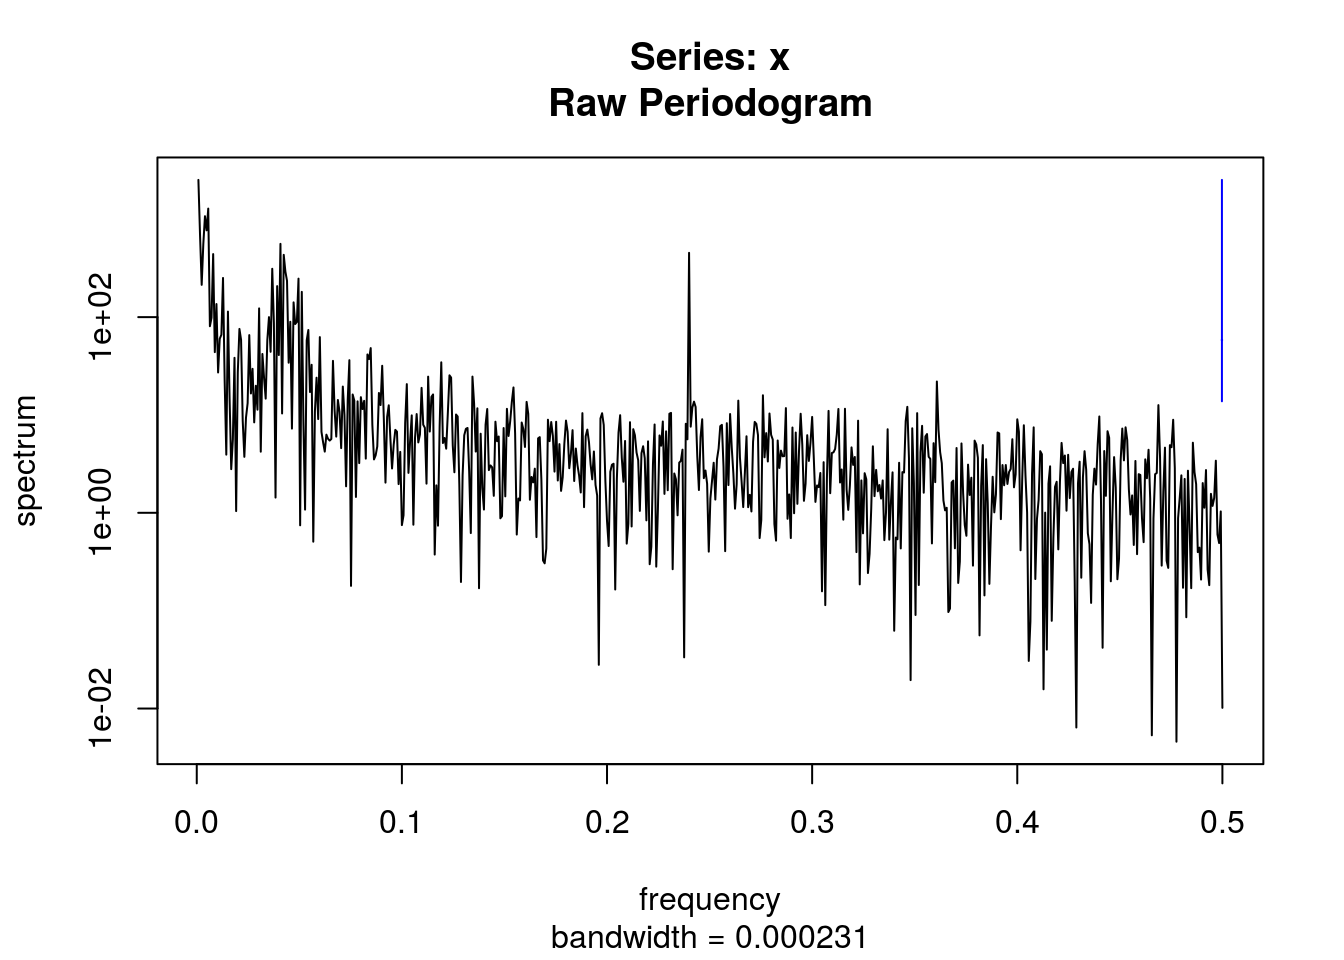 Series: x
Raw Periodogram
spectrum
1e+02
1e+00
1e-02
0.0 0.1 0.2 0.3 0.4 0.5
frequency
bandwidth = 0.000231